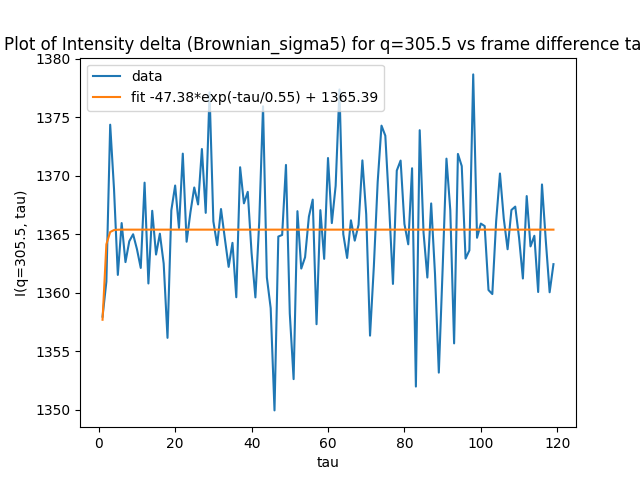 Plot of Intensity delta (Brownian_sigma5) for q=305.5 vs frame difference ta
data
fit -47.38*exp(-tau/0.55) + 1365.39
I(q=305.5, tau)
1380
1375
1370
1365
1360
1355
1350
0 20 40 60 80 100 120
tau